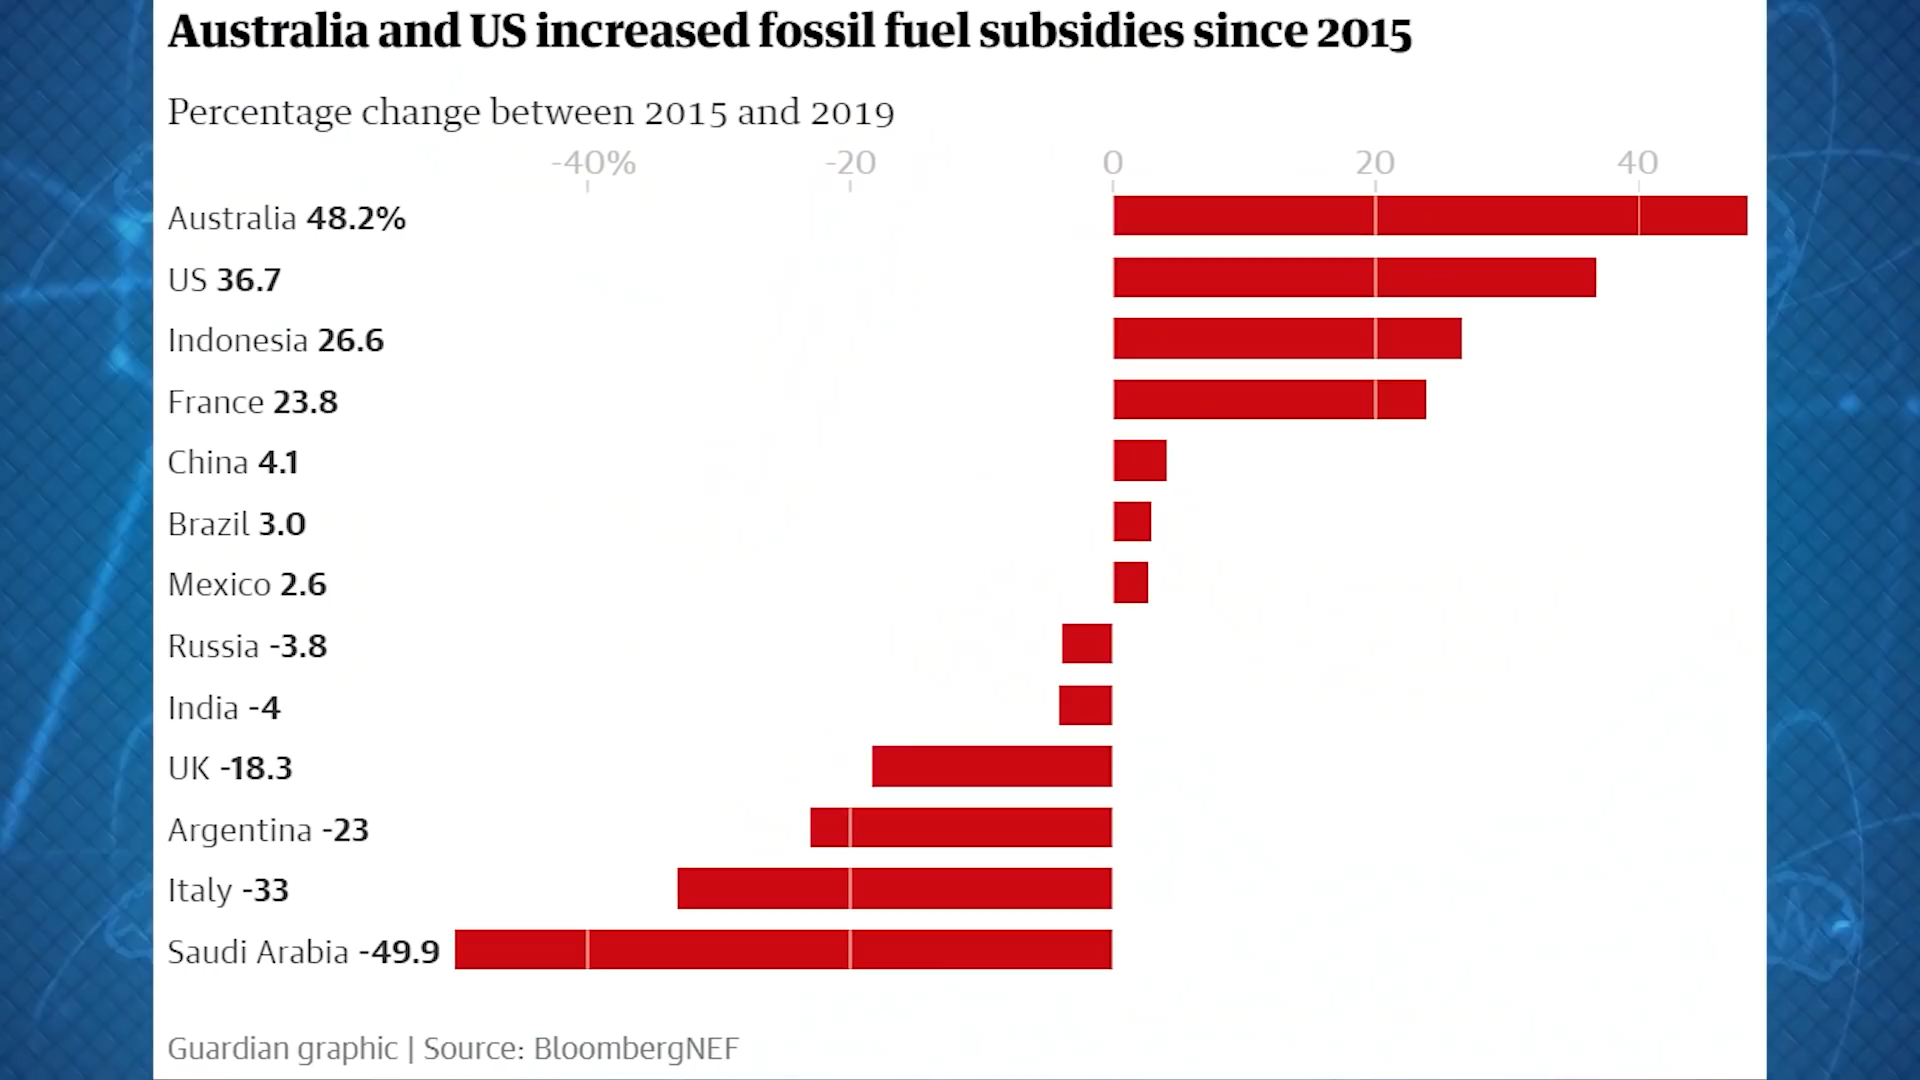 Australia and US increased fossil fuel subsidies since 2015
Percentage change between 2015 and 2019
-40% -20 0 20 40
Australia 48.2%
US 36.7
Indonesia 26.6
France 23.8
China 4.1
Brazil 3.0
Mexico 2.6
Russia -3.8
India -4
UK -18.3
Argentina -23
Italy -33
Saudi Arabia -49.9
Guardian graphic | Source: BloombergNEF